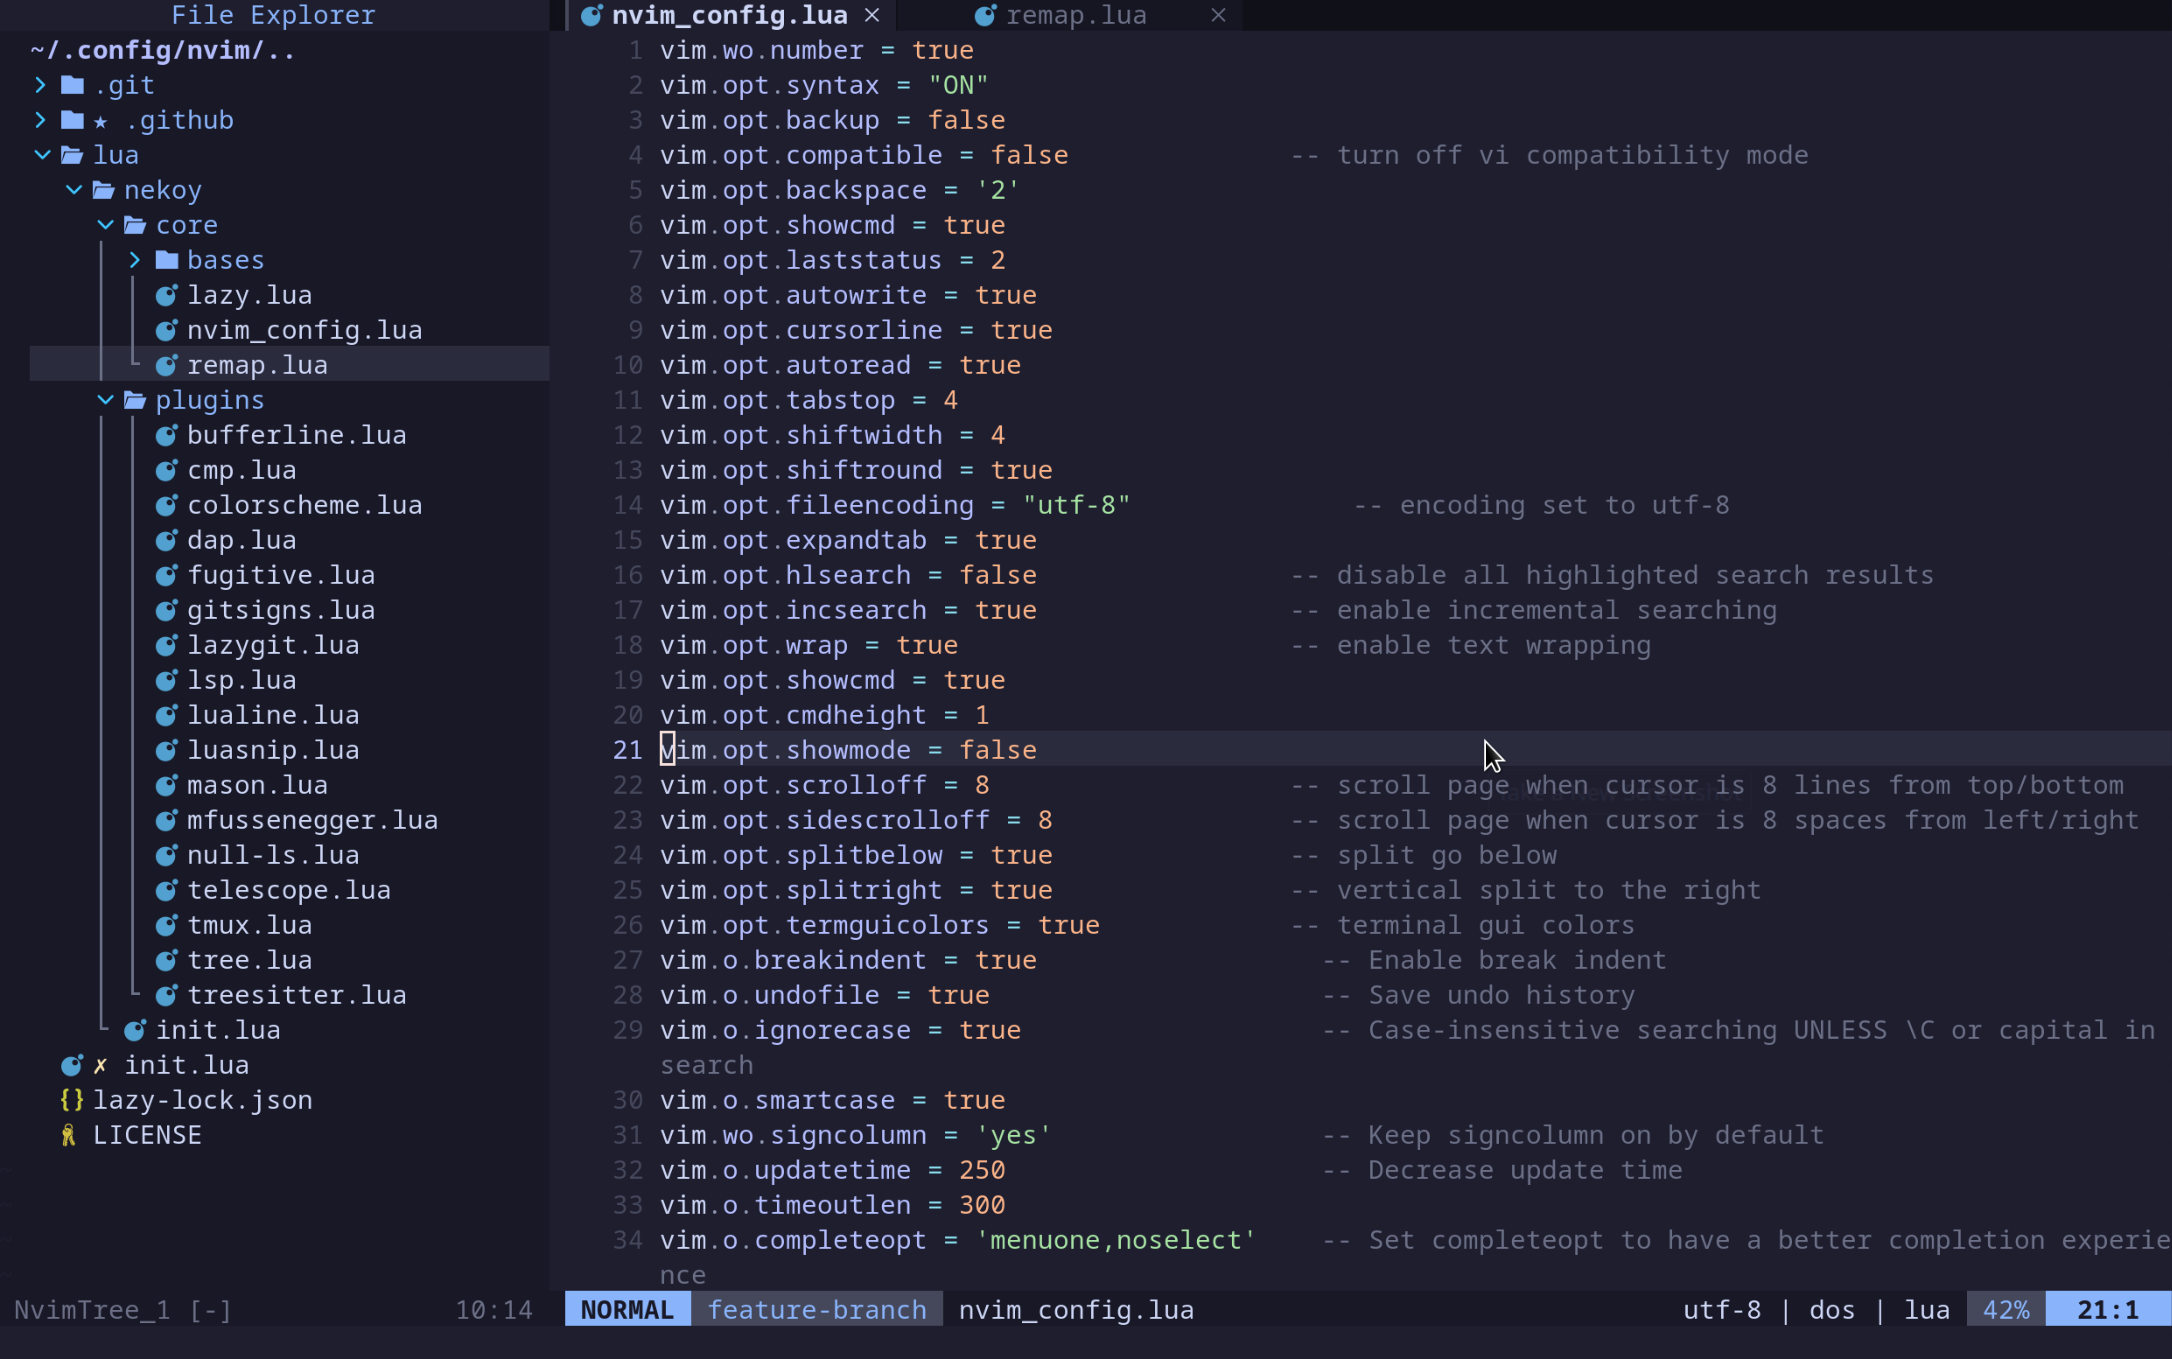 File Explorer
~/.config/nvim/..
.git
★ .github
lua
nekoy
core
bases
lazy.lua
nvim_config.lua
remap.lua
plugins
bufferline.lua
cmp.lua
colorscheme.lua
dap.lua
fugitive.lua
gitsigns.lua
lazygit.lua
lsp.lua
lualine.lua
luasnip.lua
mason.lua
mfussenegger.lua
null-ls.lua
telescope.lua
tmux.lua
tree.lua
treesitter.lua
init.lua
✗ init.lua
{} lazy-lock.json
LICENSE
NvimTree_1 [-] 10:14
nvim_config.lua × remap.lua ×
1 vim.wo.number = true
2 vim.opt.syntax = "ON"
3 vim.opt.backup = false
4 vim.opt.compatible = false -- turn off vi compatibility mode
5 vim.opt.backspace = '2'
6 vim.opt.showcmd = true
7 vim.opt.laststatus = 2
8 vim.opt.autowrite = true
9 vim.opt.cursorline = true
10 vim.opt.autoread = true
11 vim.opt.tabstop = 4
12 vim.opt.shiftwidth = 4
13 vim.opt.shiftround = true
14 vim.opt.fileencoding = "utf-8" -- encoding set to utf-8
15 vim.opt.expandtab = true
16 vim.opt.hlsearch = false -- disable all highlighted search results
17 vim.opt.incsearch = true -- enable incremental searching
18 vim.opt.wrap = true -- enable text wrapping
19 vim.opt.showcmd = true
20 vim.opt.cmdheight = 1
21 vim.opt.showmode = false
22 vim.opt.scrolloff = 8 -- scroll page when cursor is 8 lines from top/bottom
23 vim.opt.sidescrolloff = 8 -- scroll page when cursor is 8 spaces from left/right
24 vim.opt.splitbelow = true -- split go below
25 vim.opt.splitright = true -- vertical split to the right
26 vim.opt.termguicolors = true -- terminal gui colors
27 vim.o.breakindent = true -- Enable break indent
28 vim.o.undofile = true -- Save undo history
29 vim.o.ignorecase = true -- Case-insensitive searching UNLESS \C or capital in
search
30 vim.o.smartcase = true
31 vim.wo.signcolumn = 'yes' -- Keep signcolumn on by default
32 vim.o.updatetime = 250 -- Decrease update time
33 vim.o.timeoutlen = 300
34 vim.o.completeopt = 'menuone,noselect' -- Set completeopt to have a better completion experie
nce
NORMAL feature-branch nvim_config.lua utf-8 | dos | lua 42% 21:1